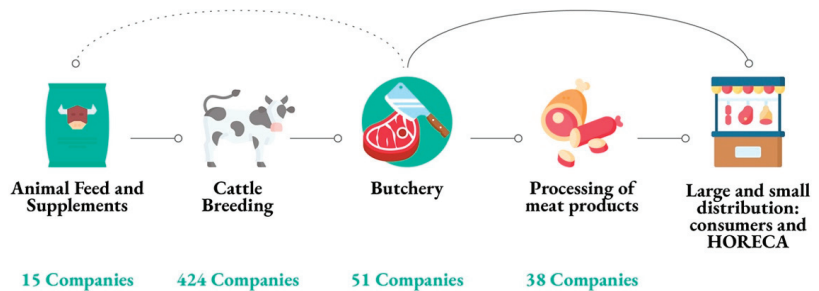 Animal Feed and
Supplements
Cattle
Breeding
Butchery
Processing of
meat products
Large and small
distribution:
consumers and
HORECA
15 Companies
424 Companies
51 Companies
38 Companies